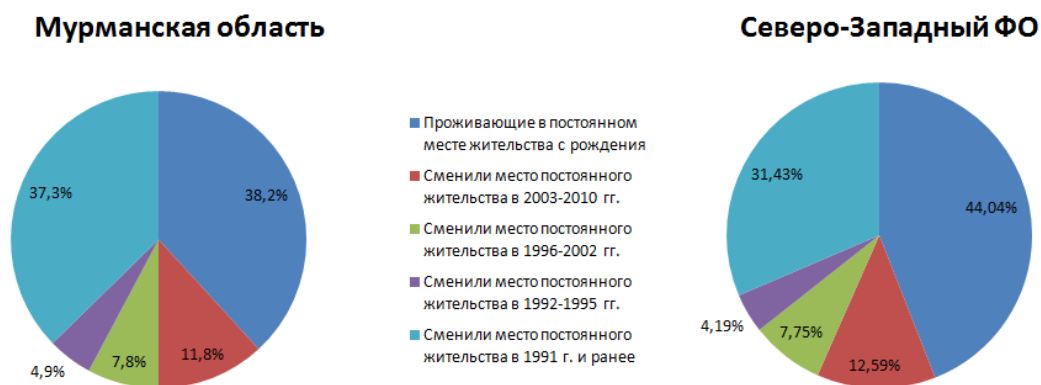 Мурманская область
Северо-Западный ФО
37,3%
38,2%
4,9%
7,8%
11,8%
Проживающие в постоянном
месте жительства с рождения
Сменили место постоянного
жительства в 2003-2010 гг.
Сменили место постоянного
жительства в 1996-2002 гг.
Сменили место постоянного
жительства в 1992-1995 гг.
Сменили место постоянного
жительства в 1991 г. и ранее
31,43%
44,04%
4,19%
7,75%
12,59%